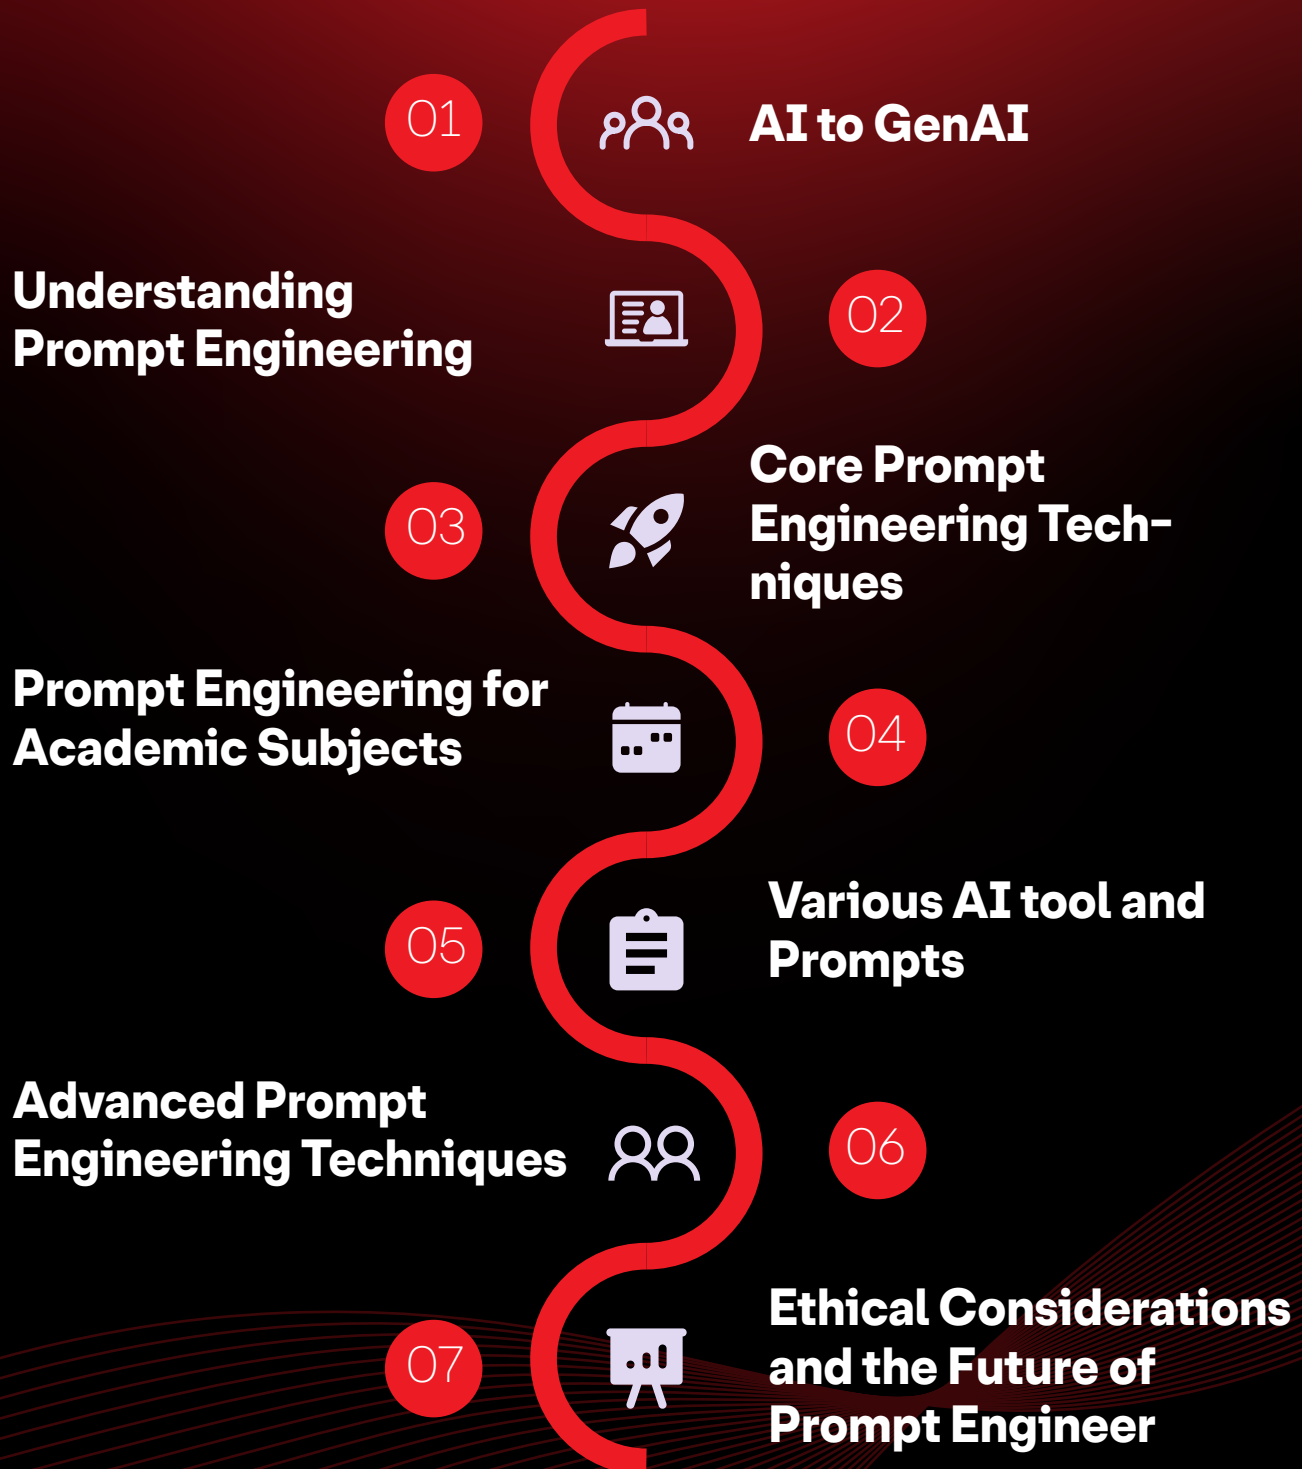 01
AI to GenAI
Understanding
Prompt Engineering
02
03
Core Prompt
Engineering Tech-
niques
Prompt Engineering for
Academic Subjects
04
05
Various AI tool and
Prompts
Advanced Prompt
Engineering Techniques
06
07
Ethical Considerations
and the Future of
Prompt Engineer